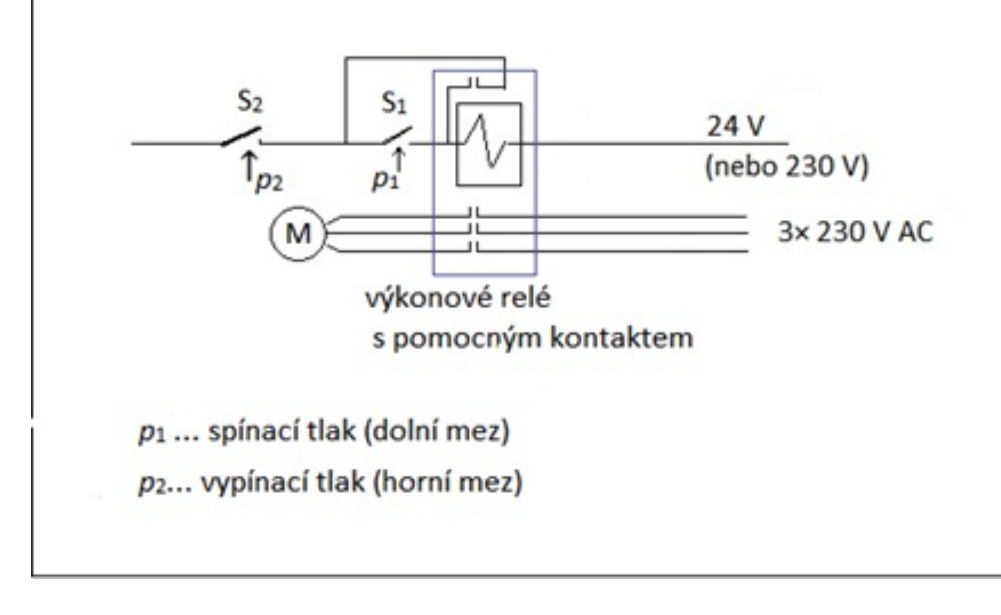 S2
S1
24 V
p2
p1
(nebo 230 V)
M
3× 230 V AC
výkonové relé
s pomocným kontaktem
p1 ... spínací tlak (dolní mez)
p2... vypínací tlak (horní mez)